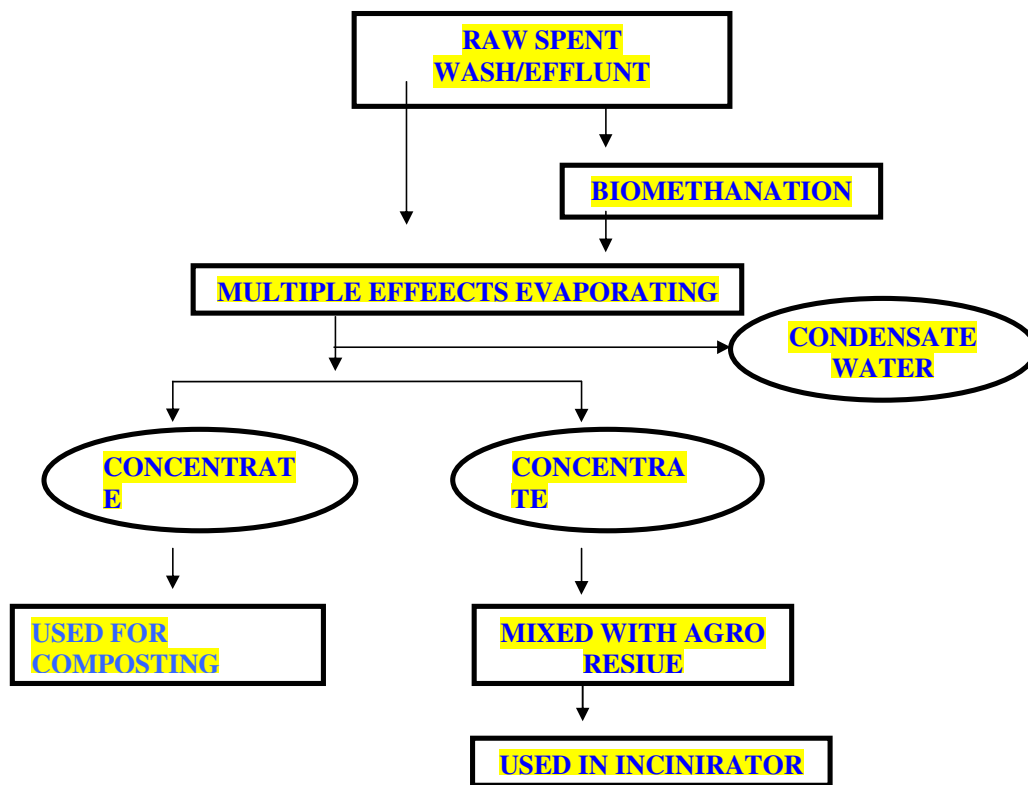 RAW SPENT
WASH/EFFLUNT
BIOMETHANATION
MULTIPLE EFFEECTS EVAPORATING
CONDENSATE
WATER
CONCENTRAT
E
CONCENTRA
TE
USED FOR
COMPOSTING
MIXED WITH AGRO
RESIUE
USED IN INCINIRATOR